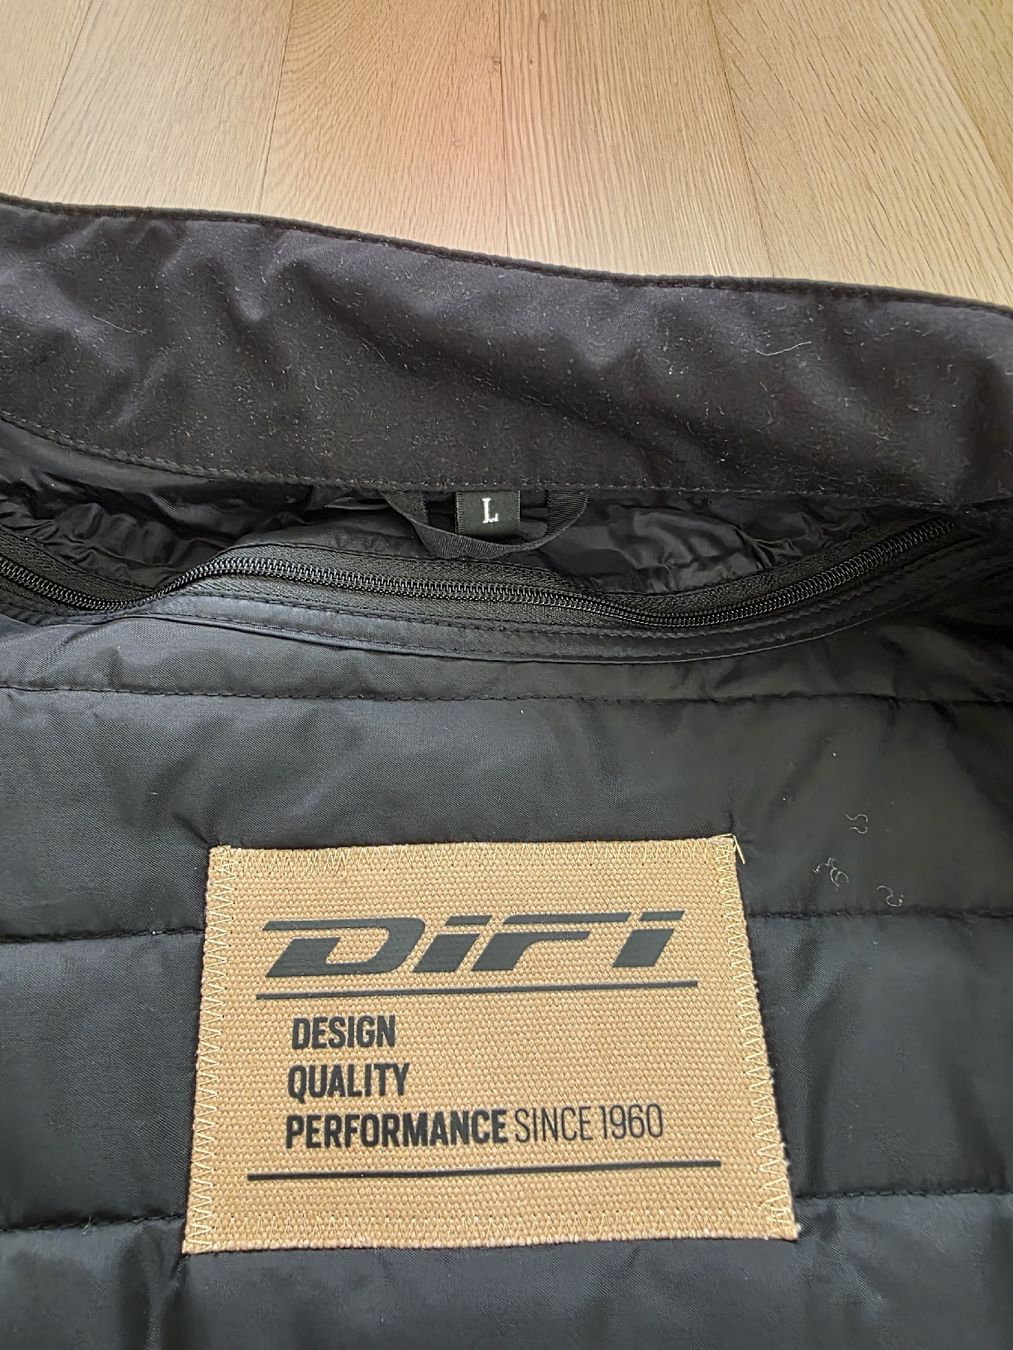 L
DiFi
DESIGN
QUALITY
PERFORMANCE SINCE 1960